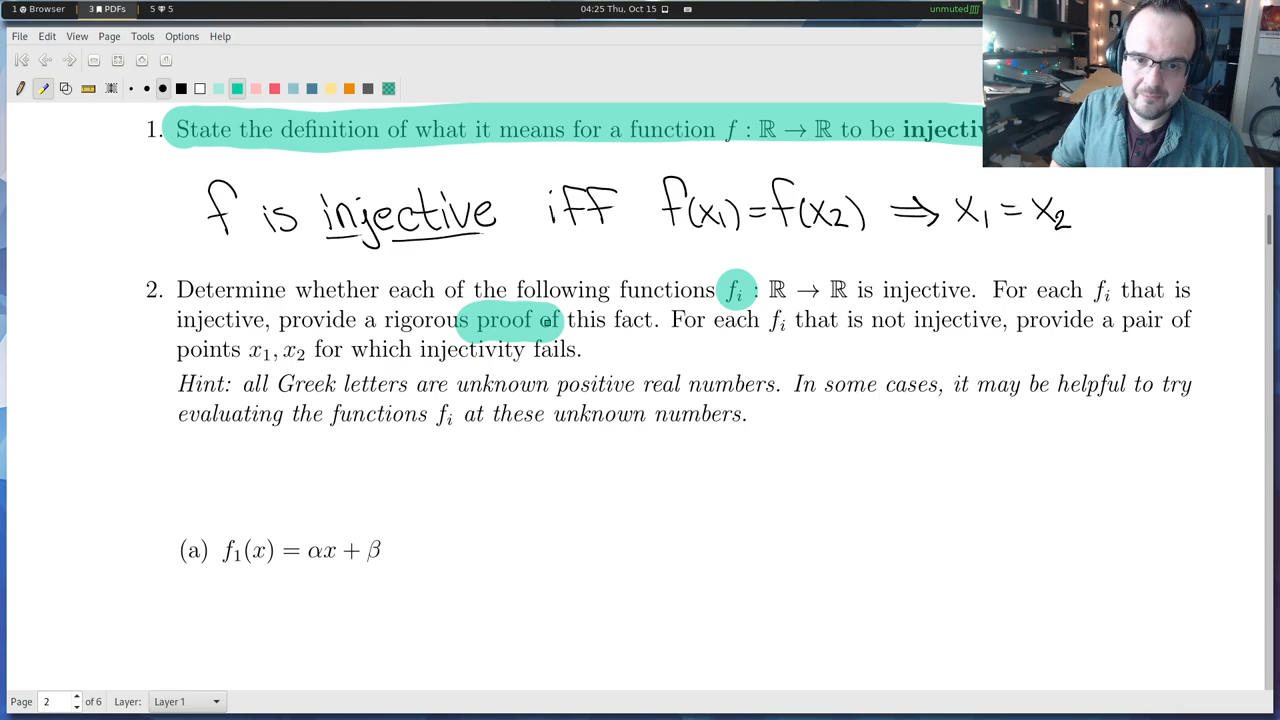 1 Browser 3 PDFs 5 5 04:25 Thu, Oct 15 unmuted
File Edit View Page Tools Options Help
1. State the definition of what it means for a function f : ℝ → ℝ to be injecti
f is injective iff f(x₁)=f(x₂) ⇒ x₁ = x₂
2. Determine whether each of the following functions fᵢ : ℝ → ℝ is injective. For each fᵢ that is
injective, provide a rigorous proof of this fact. For each fᵢ that is not injective, provide a pair of
points x₁, x₂ for which injectivity fails.
Hint: all Greek letters are unknown positive real numbers. In some cases, it may be helpful to try
evaluating the functions fᵢ at these unknown numbers.
(a) f₁(x) = αx + β
Page 2 of 6 Layer: Layer 1